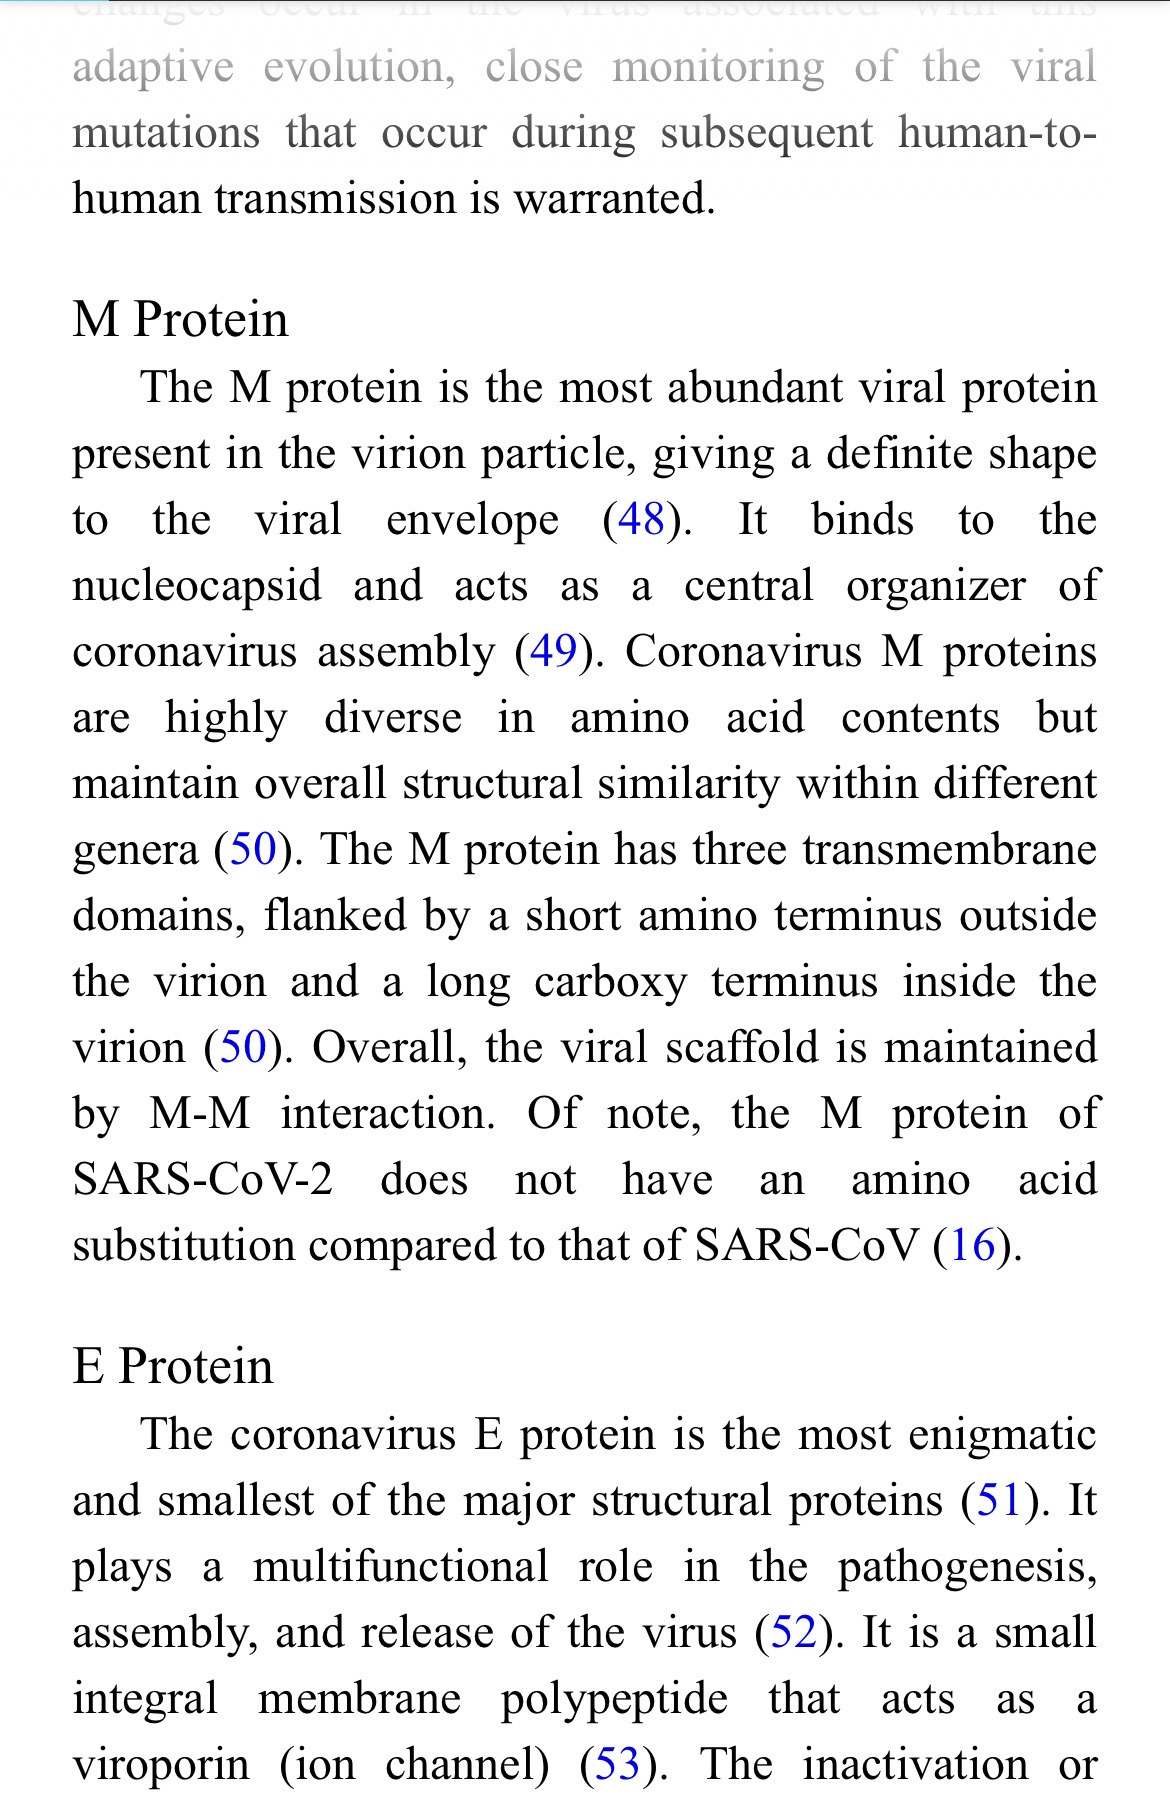 changes occur in the virus associated with this
adaptive evolution, close monitoring of the viral
mutations that occur during subsequent human-to-
human transmission is warranted.
M Protein
The M protein is the most abundant viral protein
present in the virion particle, giving a definite shape
to the viral envelope (48). It binds to the
nucleocapsid and acts as a central organizer of
coronavirus assembly (49). Coronavirus M proteins
are highly diverse in amino acid contents but
maintain overall structural similarity within different
genera (50). The M protein has three transmembrane
domains, flanked by a short amino terminus outside
the virion and a long carboxy terminus inside the
virion (50). Overall, the viral scaffold is maintained
by M-M interaction. Of note, the M protein of
SARS-CoV-2 does not have an amino acid
substitution compared to that of SARS-CoV (16).
E Protein
The coronavirus E protein is the most enigmatic
and smallest of the major structural proteins (51). It
plays a multifunctional role in the pathogenesis,
assembly, and release of the virus (52). It is a small
integral membrane polypeptide that acts as a
viroporin (ion channel) (53). The inactivation or